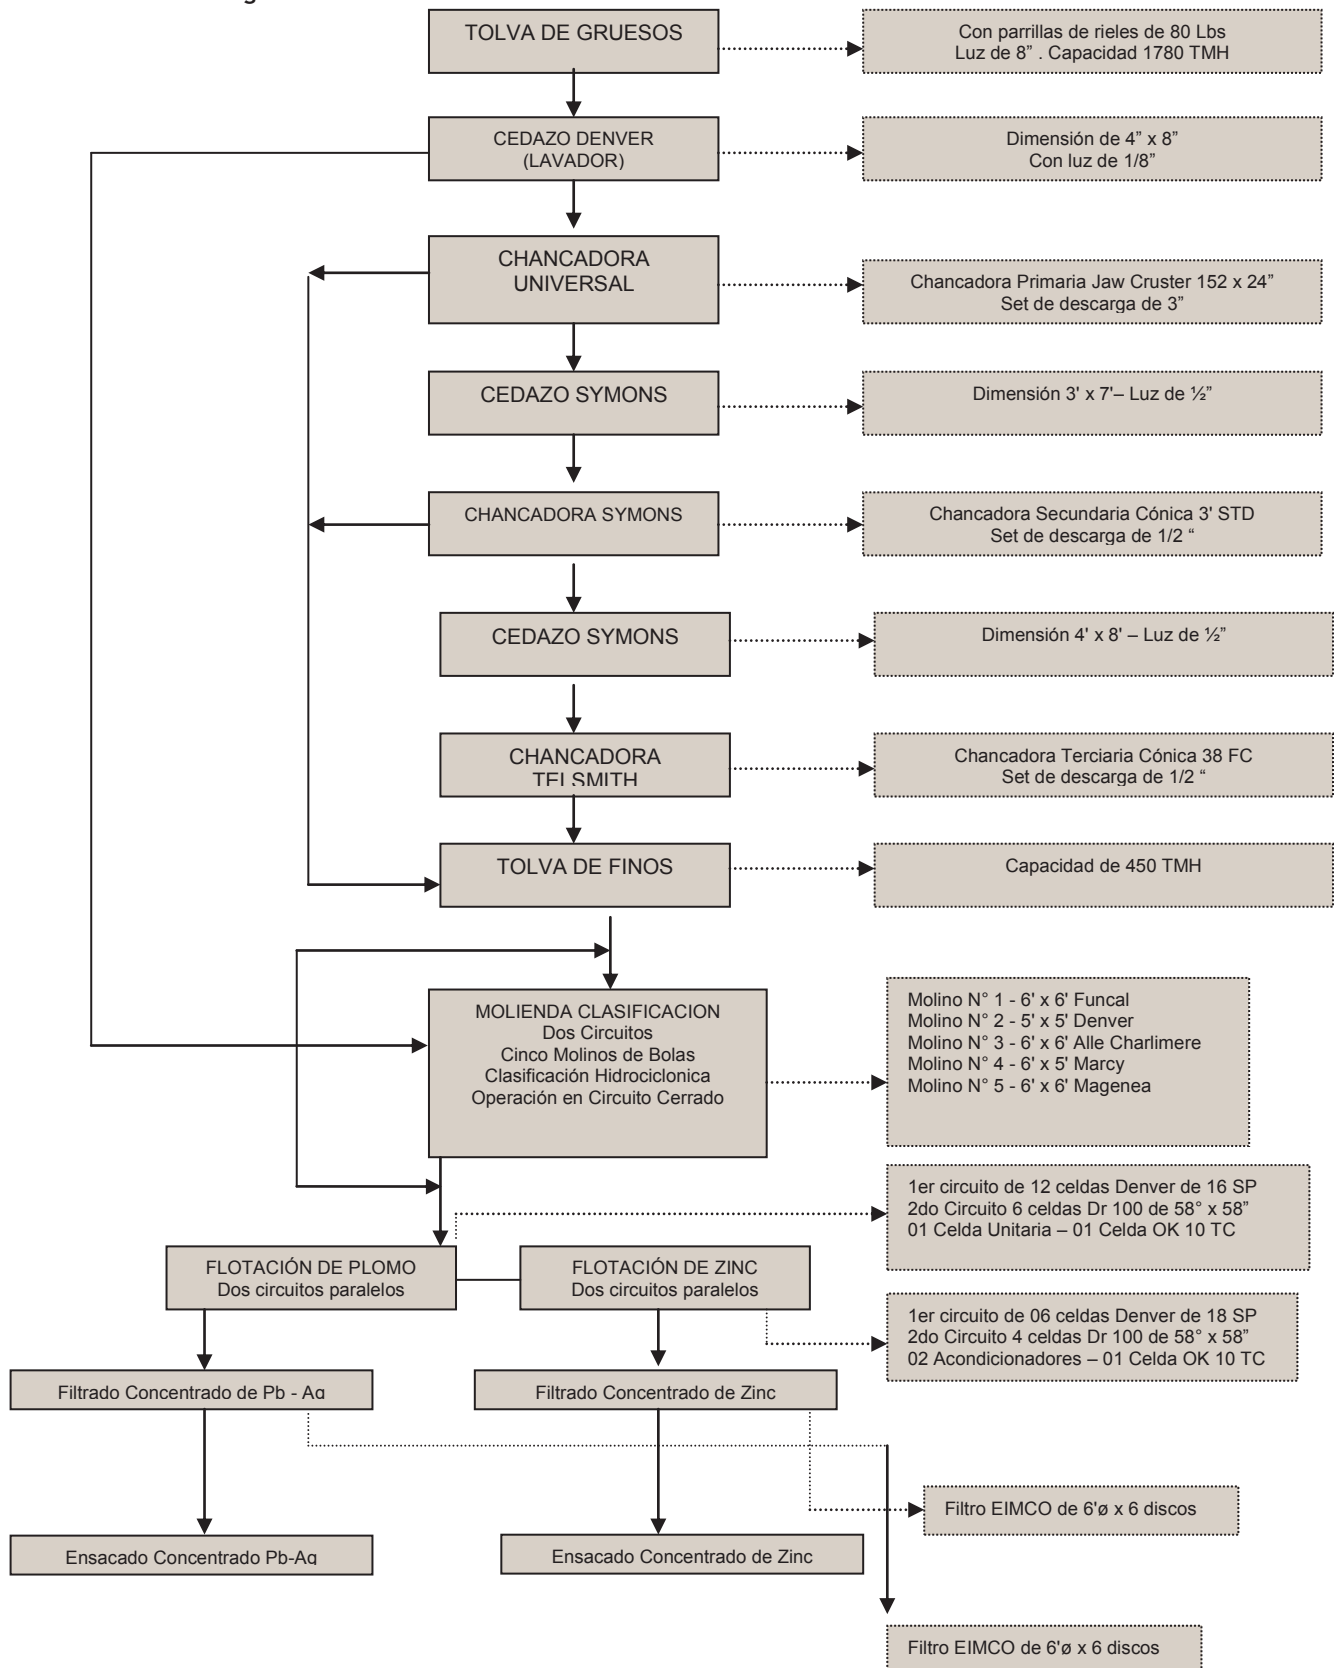 TOLVA DE GRUESOS
Con parrillas de rieles de 80 Lbs
Luz de 8” . Capacidad 1780 TMH
CEDAZO DENVER
(LAVADOR)
Dimensión de 4” x 8”
Con luz de 1/8”
CHANCADORA
UNIVERSAL
Chancadora Primaria Jaw Cruster 152 x 24”
Set de descarga de 3”
CEDAZO SYMONS
Dimensión 3' x 7'– Luz de ½”
CHANCADORA SYMONS
Chancadora Secundaria Cónica 3' STD
Set de descarga de 1/2 “
CEDAZO SYMONS
Dimensión 4' x 8' – Luz de ½”
CHANCADORA
TELSMITH
Chancadora Terciaria Cónica 38 FC
Set de descarga de 1/2 “
TOLVA DE FINOS
Capacidad de 450 TMH
MOLIENDA CLASIFICACION
Dos Circuitos
Cinco Molinos de Bolas
Clasificación Hidrociclonica
Operación en Circuito Cerrado
Molino N° 1 - 6' x 6' Funcal
Molino N° 2 - 5' x 5' Denver
Molino N° 3 - 6' x 6' Alle Charlimere
Molino N° 4 - 6' x 5' Marcy
Molino N° 5 - 6' x 6' Magenea
1er circuito de 12 celdas Denver de 16 SP
2do Circuito 6 celdas Dr 100 de 58° x 58”
01 Celda Unitaria – 01 Celda OK 10 TC
FLOTACIÓN DE PLOMO
Dos circuitos paralelos
FLOTACIÓN DE ZINC
Dos circuitos paralelos
1er circuito de 06 celdas Denver de 18 SP
2do Circuito 4 celdas Dr 100 de 58° x 58”
02 Acondicionadores – 01 Celda OK 10 TC
Filtrado Concentrado de Pb - Ag
Filtrado Concentrado de Zinc
Filtro EIMCO de 6'ø x 6 discos
Ensacado Concentrado Pb-Ag
Ensacado Concentrado de Zinc
Filtro EIMCO de 6'ø x 6 discos